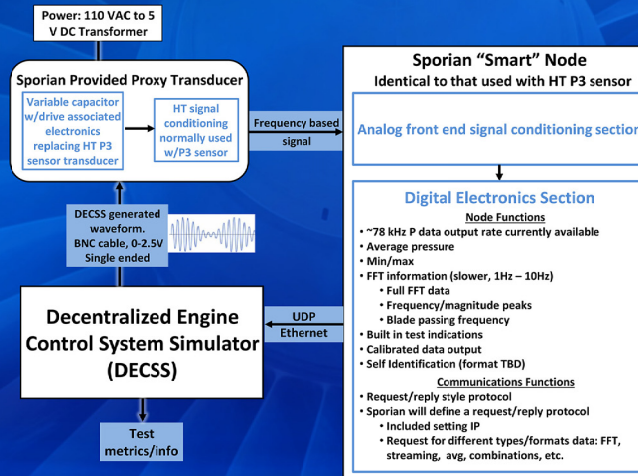 Power: 110 VAC to 5
V DC Transformer
Sporian Provided Proxy Transducer
Variable capacitor
w/drive associated
electronics
replacing HT P3
sensor transducer
HT signal
conditioning
normally used
w/P3 sensor
Frequency based
signal
DECSS generated
waveform.
BNC cable, 0-2.5V
Single ended
Decentralized Engine
Control System Simulator
(DECSS)
UDP
Ethernet
Test
metrics/info
Sporian “Smart” Node
Identical to that used with HT P3 sensor
Analog front end signal conditioning section
Digital Electronics Section
Node Functions
• ~78 kHz P data output rate currently available
• Average pressure
• Min/max
• FFT information (slower, 1Hz – 10Hz)
• Full FFT data
• Frequency/magnitude peaks
• Blade passing frequency
• Built in test indications
• Calibrated data output
• Self Identification (format TBD)
Communications Functions
• Request/reply style protocol
• Sporian will define a request/reply protocol
• Included setting IP
• Request for different types/formats data: FFT,
streaming, avg, combinations, etc.